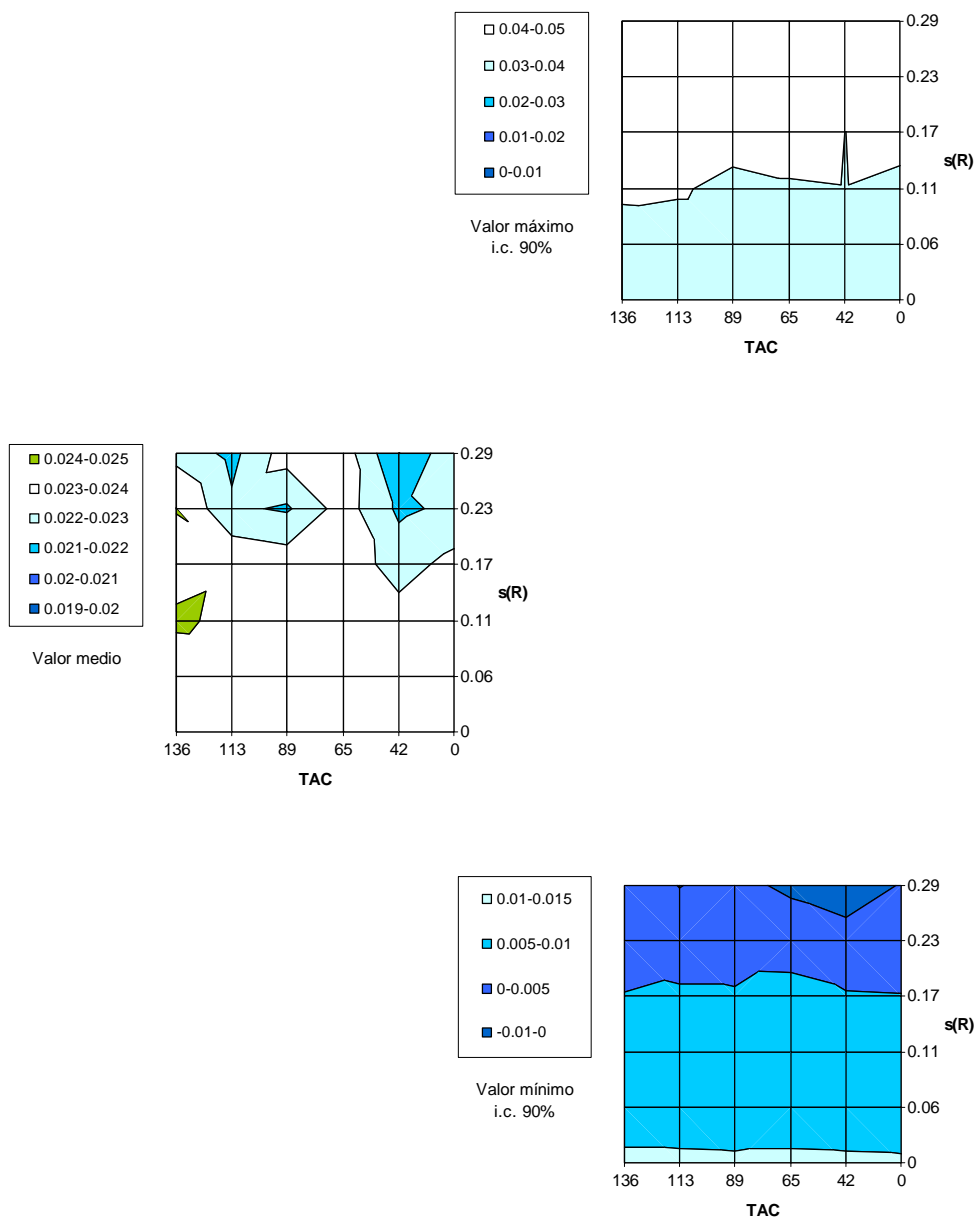 0.04-0.05
0.03-0.04
0.02-0.03
0.01-0.02
0-0.01
Valor máximo
i.c. 90%
0.29
0.23
0.17
0.11
0.06
0
s(R)
136 113 89 65 42 0
TAC
0.024-0.025
0.023-0.024
0.022-0.023
0.021-0.022
0.02-0.021
0.019-0.02
Valor medio
0.29
0.23
0.17
0.11
0.06
0
s(R)
136 113 89 65 42 0
TAC
0.01-0.015
0.005-0.01
0-0.005
-0.01-0
Valor mínimo
i.c. 90%
0.29
0.23
0.17
0.11
0.06
0
s(R)
136 113 89 65 42 0
TAC